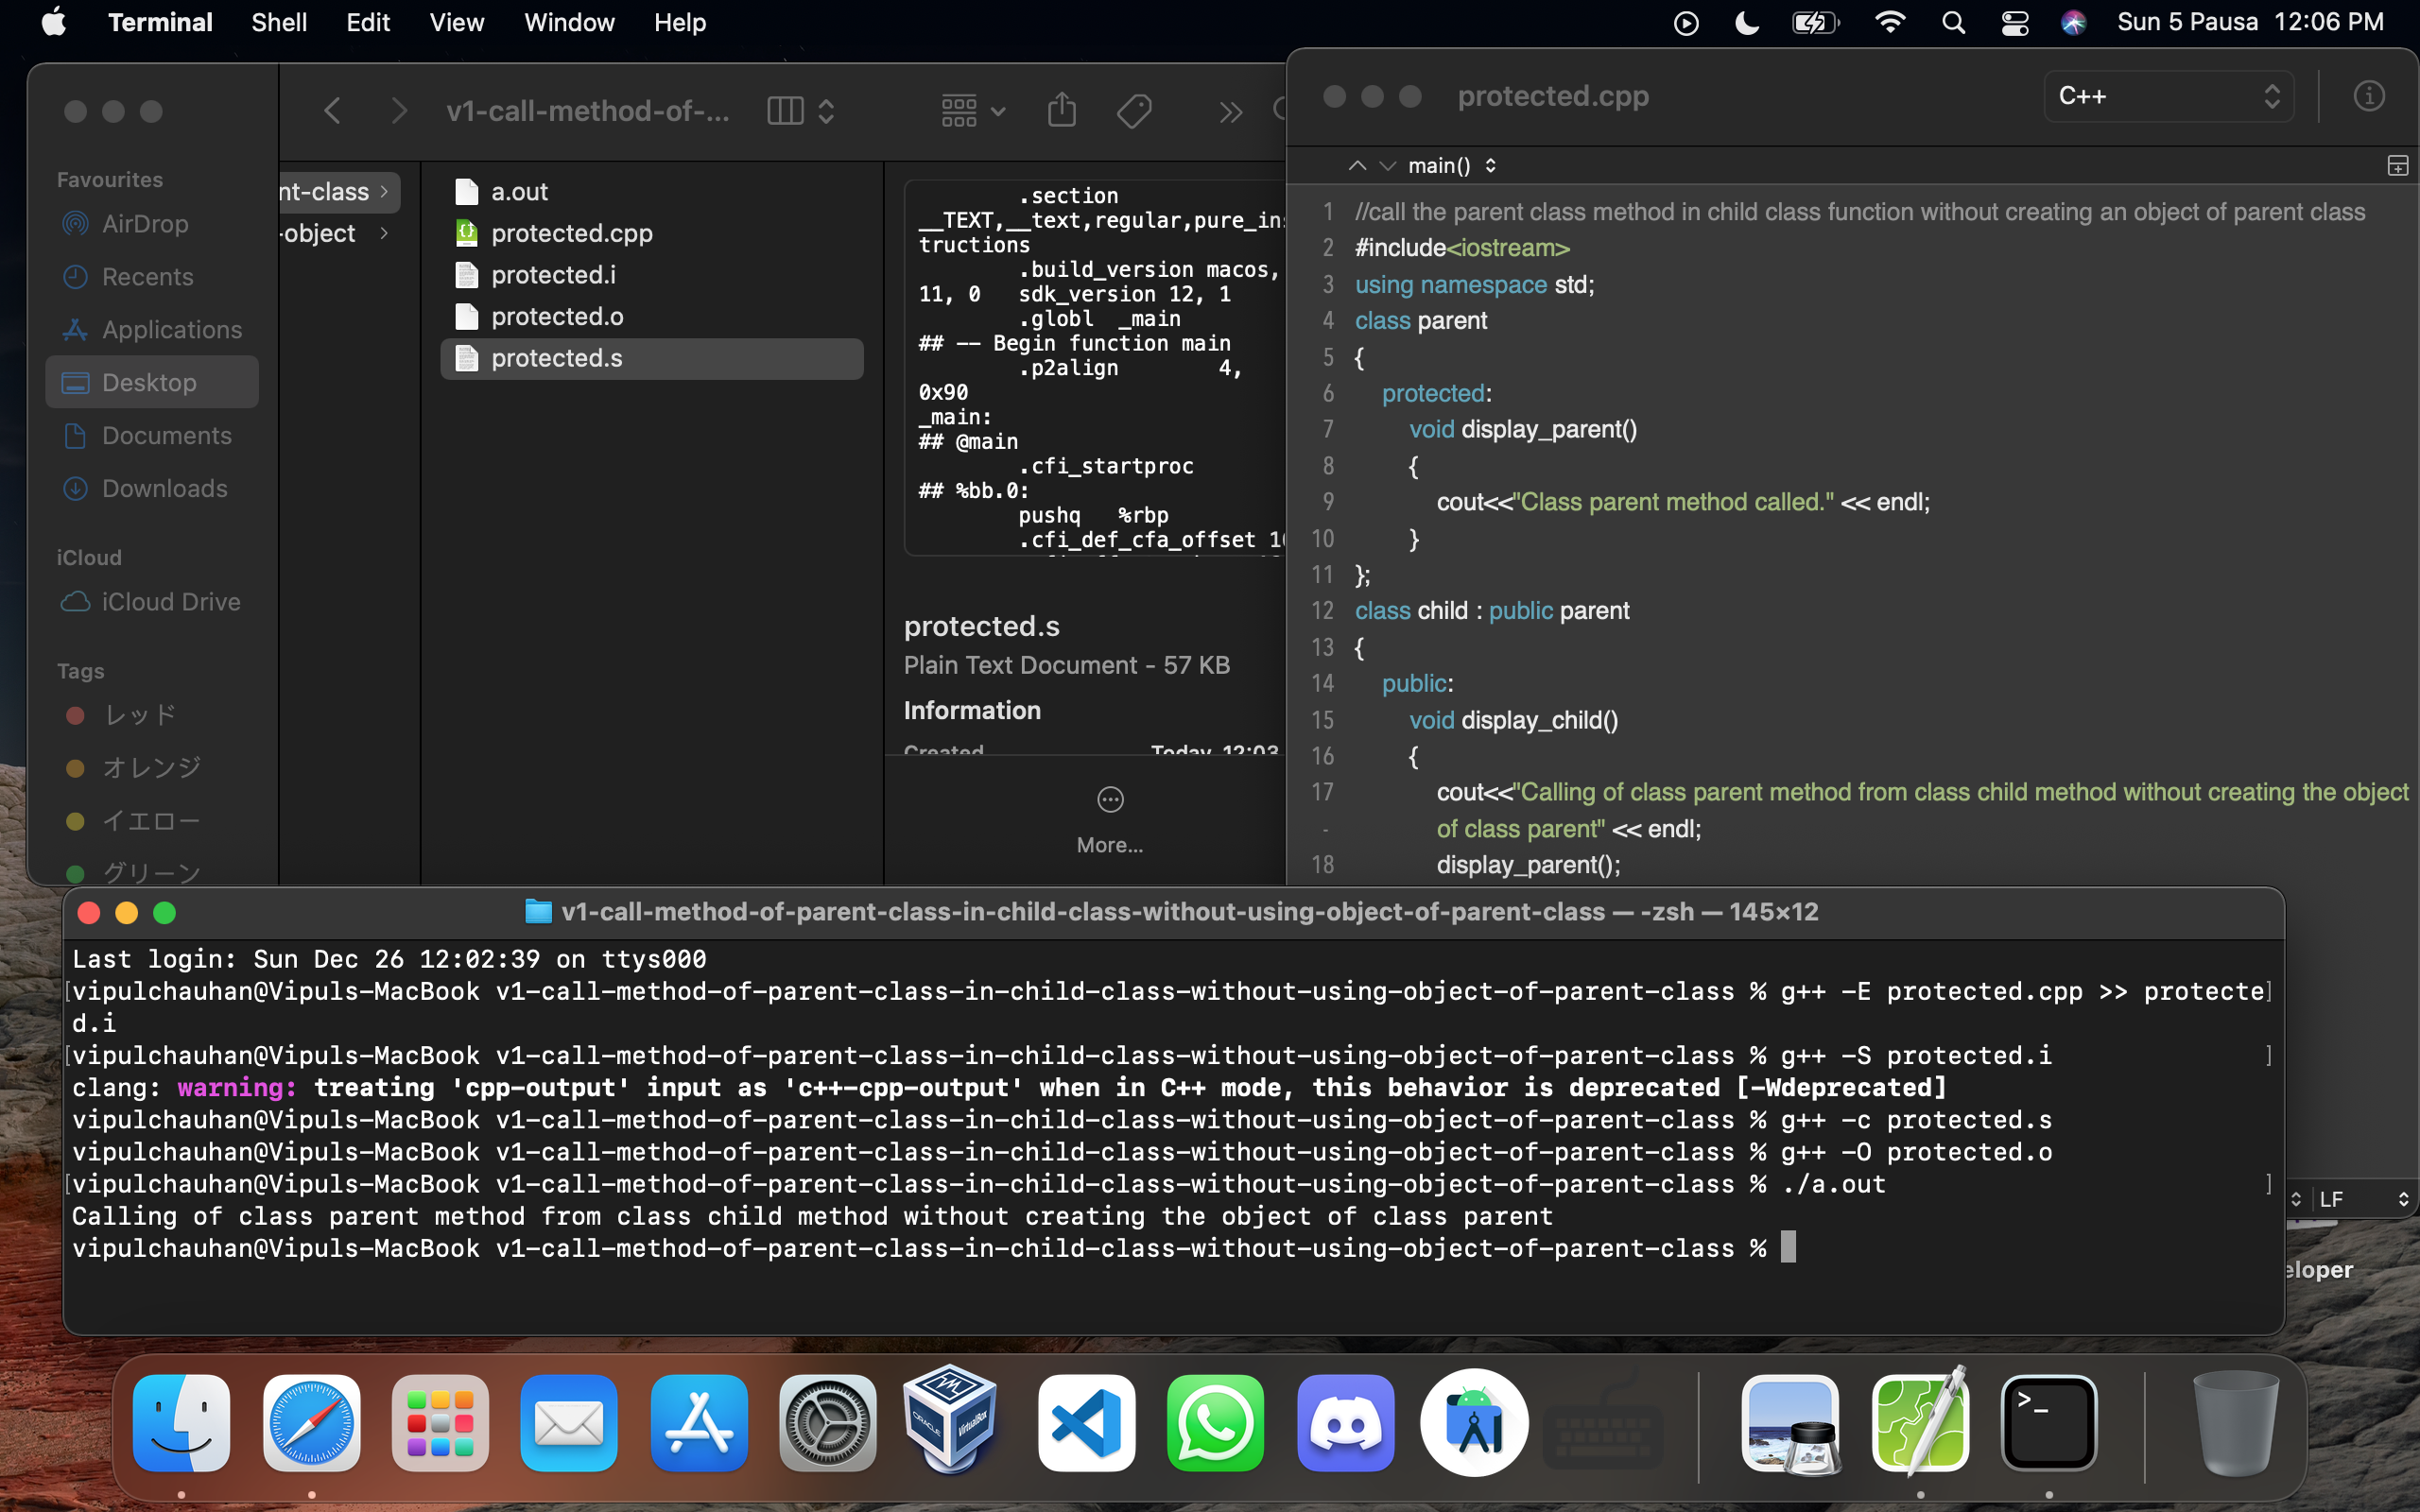 Terminal Shell Edit View Window Help Sun 5 Pausa 12:06 PM
v1-call-method-of-...
Favourites
AirDrop
Recents
Applications
Desktop
Documents
Downloads
iCloud
iCloud Drive
Tags
レッド
オレンジ
イエロー
グリーン
nt-class
-object
a.out
protected.cpp
protected.i
protected.o
protected.s
.section
__TEXT,__text,regular,pure_ins
tructions
.build_version macos,
11, 0 sdk_version 12, 1
.globl _main
## -- Begin function main
.p2align 4,
0x90
_main:
## @main
.cfi_startproc
## %bb.0:
pushq %rbp
.cfi_def_cfa_offset 16
protected.s
Plain Text Document - 57 KB
Information
Created Today, 12:03
More...
protected.cpp C++
main()
1 //call the parent class method in child class function without creating an object of parent class
2 #include<iostream>
3 using namespace std;
4 class parent
5 {
6 protected:
7 void display_parent()
8 {
9 cout<<"Class parent method called." << endl;
10 }
11 };
12 class child : public parent
13 {
14 public:
15 void display_child()
16 {
17 cout<<"Calling of class parent method from class child method without creating the object
- of class parent" << endl;
18 display_parent();
LF
eloper
v1-call-method-of-parent-class-in-child-class-without-using-object-of-parent-class — -zsh — 145×12
Last login: Sun Dec 26 12:02:39 on ttys000
[vipulchauhan@Vipuls-MacBook v1-call-method-of-parent-class-in-child-class-without-using-object-of-parent-class % g++ -E protected.cpp >> protecte]
d.i
[vipulchauhan@Vipuls-MacBook v1-call-method-of-parent-class-in-child-class-without-using-object-of-parent-class % g++ -S protected.i ]
clang: warning: treating 'cpp-output' input as 'c++-cpp-output' when in C++ mode, this behavior is deprecated [-Wdeprecated]
vipulchauhan@Vipuls-MacBook v1-call-method-of-parent-class-in-child-class-without-using-object-of-parent-class % g++ -c protected.s
vipulchauhan@Vipuls-MacBook v1-call-method-of-parent-class-in-child-class-without-using-object-of-parent-class % g++ -O protected.o
[vipulchauhan@Vipuls-MacBook v1-call-method-of-parent-class-in-child-class-without-using-object-of-parent-class % ./a.out ]
Calling of class parent method from class child method without creating the object of class parent
vipulchauhan@Vipuls-MacBook v1-call-method-of-parent-class-in-child-class-without-using-object-of-parent-class %
ORACLE VirtualBox
>_